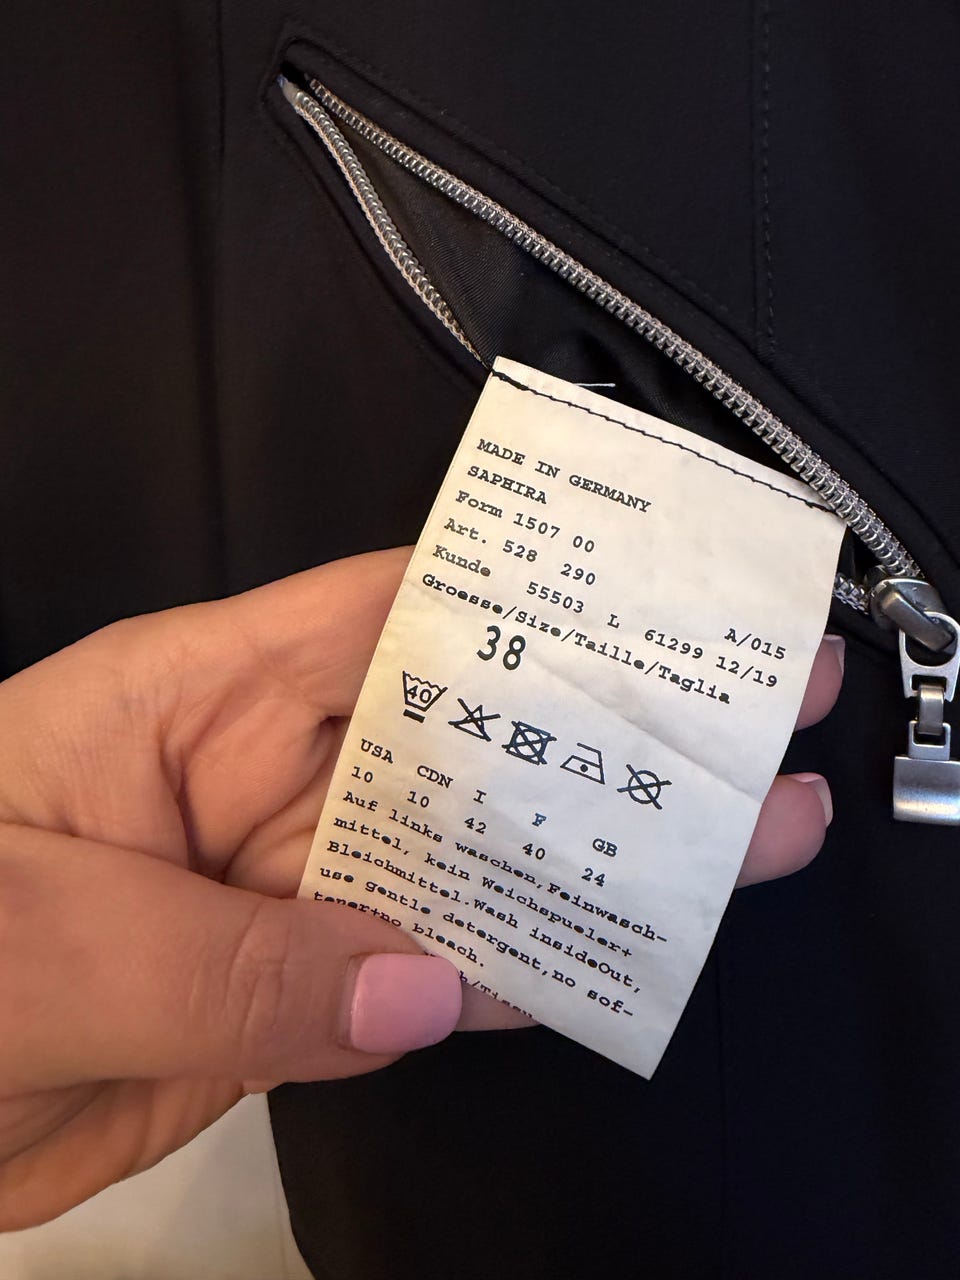 MADE IN GERMANY
SAPHIRA
Form 1507 00
Art. 528 290 A/015
Kunde 55503 L 61299 12/19
Groesse/Size/Taille/Taglia
38
40
USA CDN I F GB
10 10 42 40 24
Auf links waschen,Feinwasch-
mittel, kein Weichspueler+
Bleichmittel.Wash insideOut,
use gentle detergent,no sof-
tener+no bleach.